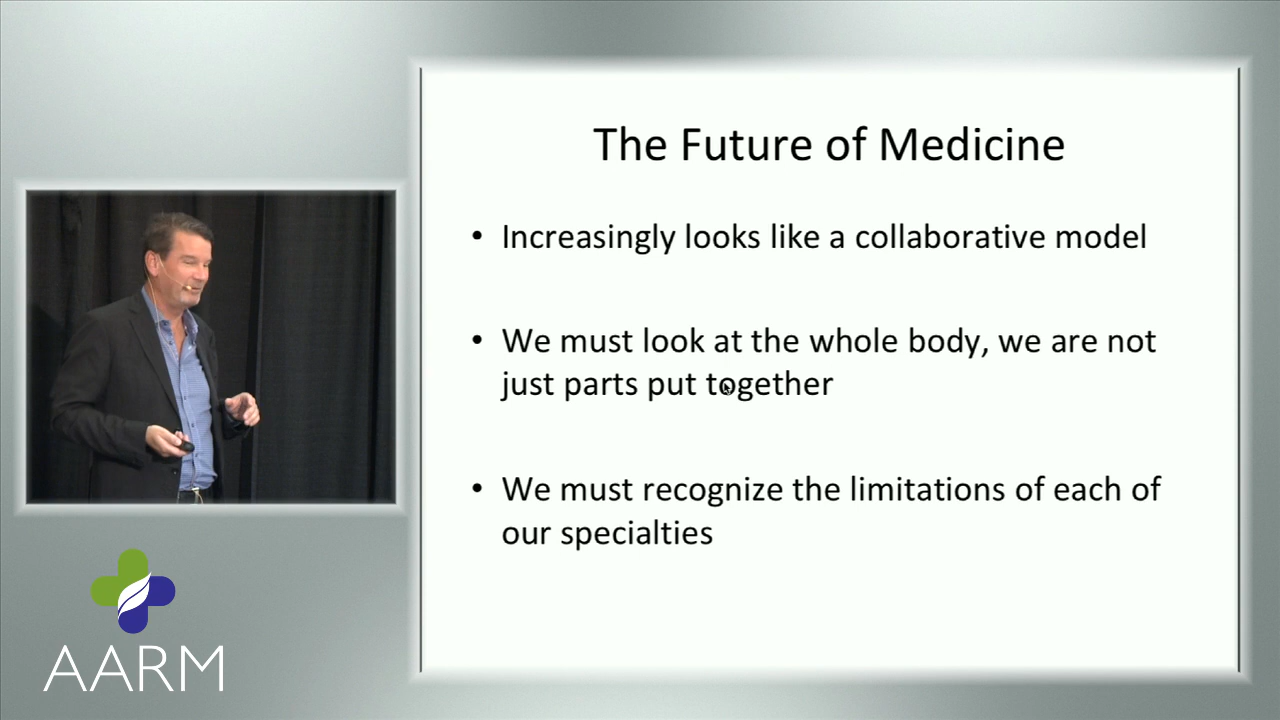 The Future of Medicine
• Increasingly looks like a collaborative model
• We must look at the whole body, we are not
just parts put together
• We must recognize the limitations of each of
our specialties
AARM